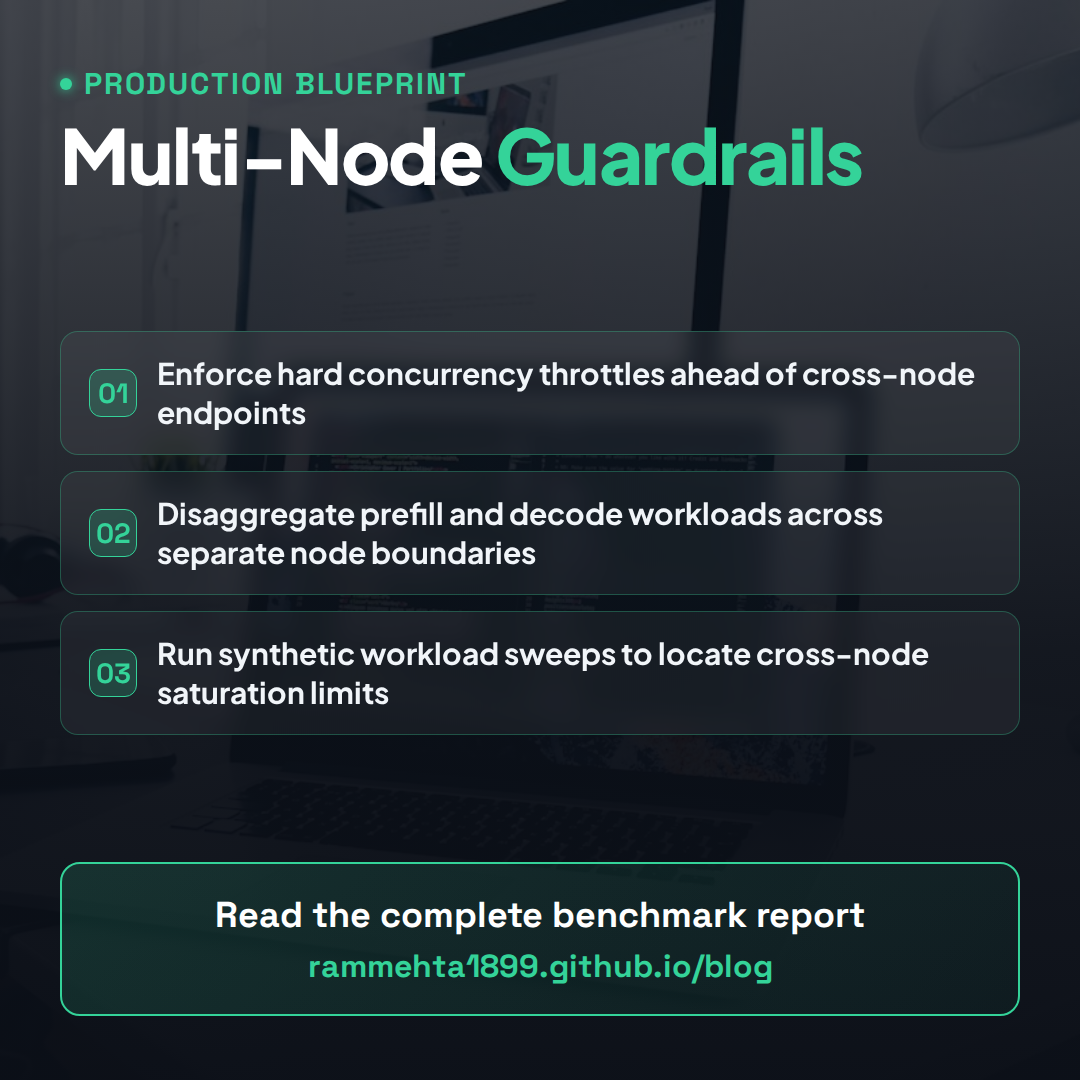 PRODUCTION BLUEPRINT
Multi-Node Guardrails
01 Enforce hard concurrency throttles ahead of cross-node
endpoints
02 Disaggregate prefill and decode workloads across
separate node boundaries
03 Run synthetic workload sweeps to locate cross-node
saturation limits
Read the complete benchmark report
rammehta1899.github.io/blog